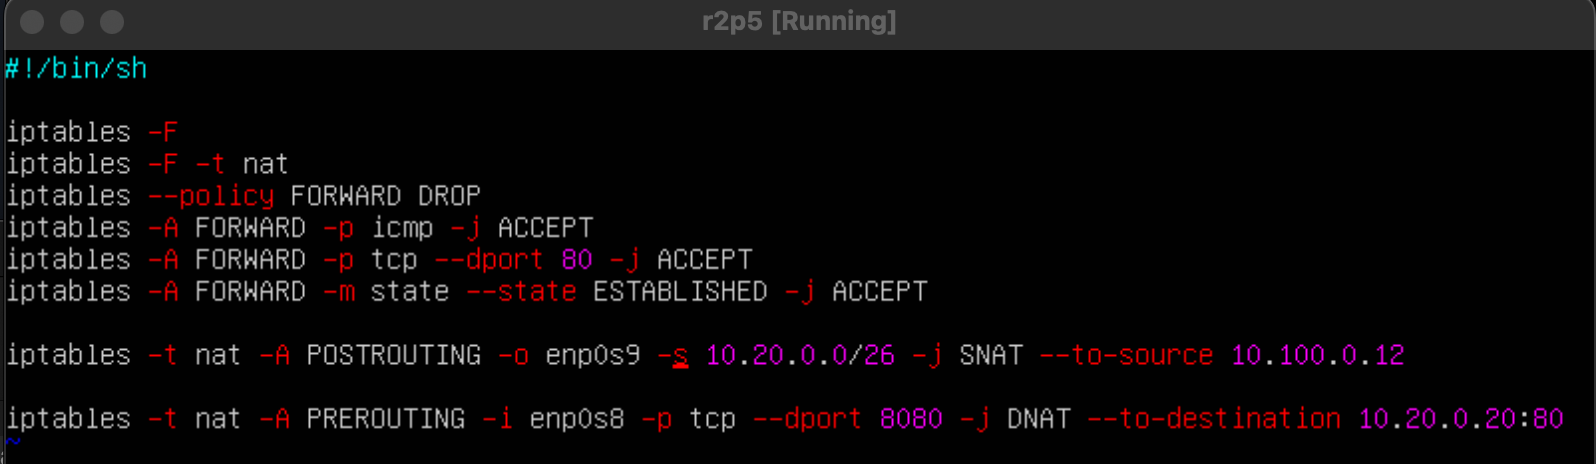 r2p5 [Running]
#!/bin/sh
iptables -F
iptables -F -t nat
iptables --policy FORWARD DROP
iptables -A FORWARD -p icmp -j ACCEPT
iptables -A FORWARD -p tcp --dport 80 -j ACCEPT
iptables -A FORWARD -m state --state ESTABLISHED -j ACCEPT
iptables -t nat -A POSTROUTING -o enp0s9 -s 10.20.0.0/26 -j SNAT --to-source 10.100.0.12
iptables -t nat -A PREROUTING -i enp0s8 -p tcp --dport 8080 -j DNAT --to-destination 10.20.0.20:80
~